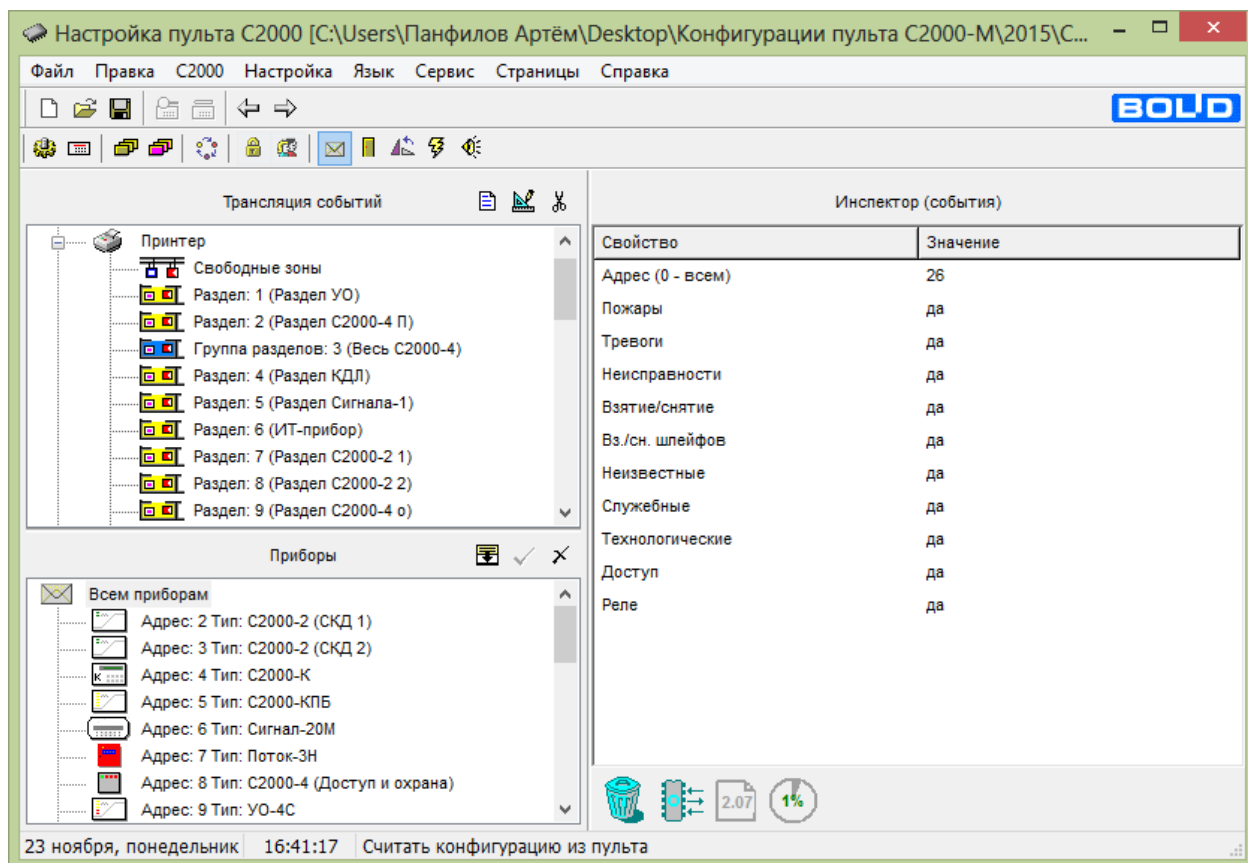 Настройка пульта С2000 [C:\Users\Панфилов Артём\Desktop\Конфигурации пульта С2000-М\2015\С...
Файл Правка С2000 Настройка Язык Сервис Страницы Справка
BOLID
Трансляция событий
Принтер
Свободные зоны
Раздел: 1 (Раздел УО)
Раздел: 2 (Раздел С2000-4 П)
Группа разделов: 3 (Весь С2000-4)
Раздел: 4 (Раздел КДЛ)
Раздел: 5 (Раздел Сигнала-1)
Раздел: 6 (ИТ-прибор)
Раздел: 7 (Раздел С2000-2 1)
Раздел: 8 (Раздел С2000-2 2)
Раздел: 9 (Раздел С2000-4 о)
Приборы
Всем приборам
Адрес: 2 Тип: С2000-2 (СКД 1)
Адрес: 3 Тип: С2000-2 (СКД 2)
К Адрес: 4 Тип: С2000-К
Адрес: 5 Тип: С2000-КПБ
Адрес: 6 Тип: Сигнал-20М
Адрес: 7 Тип: Поток-3Н
Адрес: 8 Тип: С2000-4 (Доступ и охрана)
Адрес: 9 Тип: УО-4С
Инспектор (события)
Свойство Значение
Адрес (0 - всем) 26
Пожары да
Тревоги да
Неисправности да
Взятие/снятие да
Вз./сн. шлейфов да
Неизвестные да
Служебные да
Технологические да
Доступ да
Реле да
2.07 1%
23 ноября, понедельник 16:41:17 Считать конфигурацию из пульта